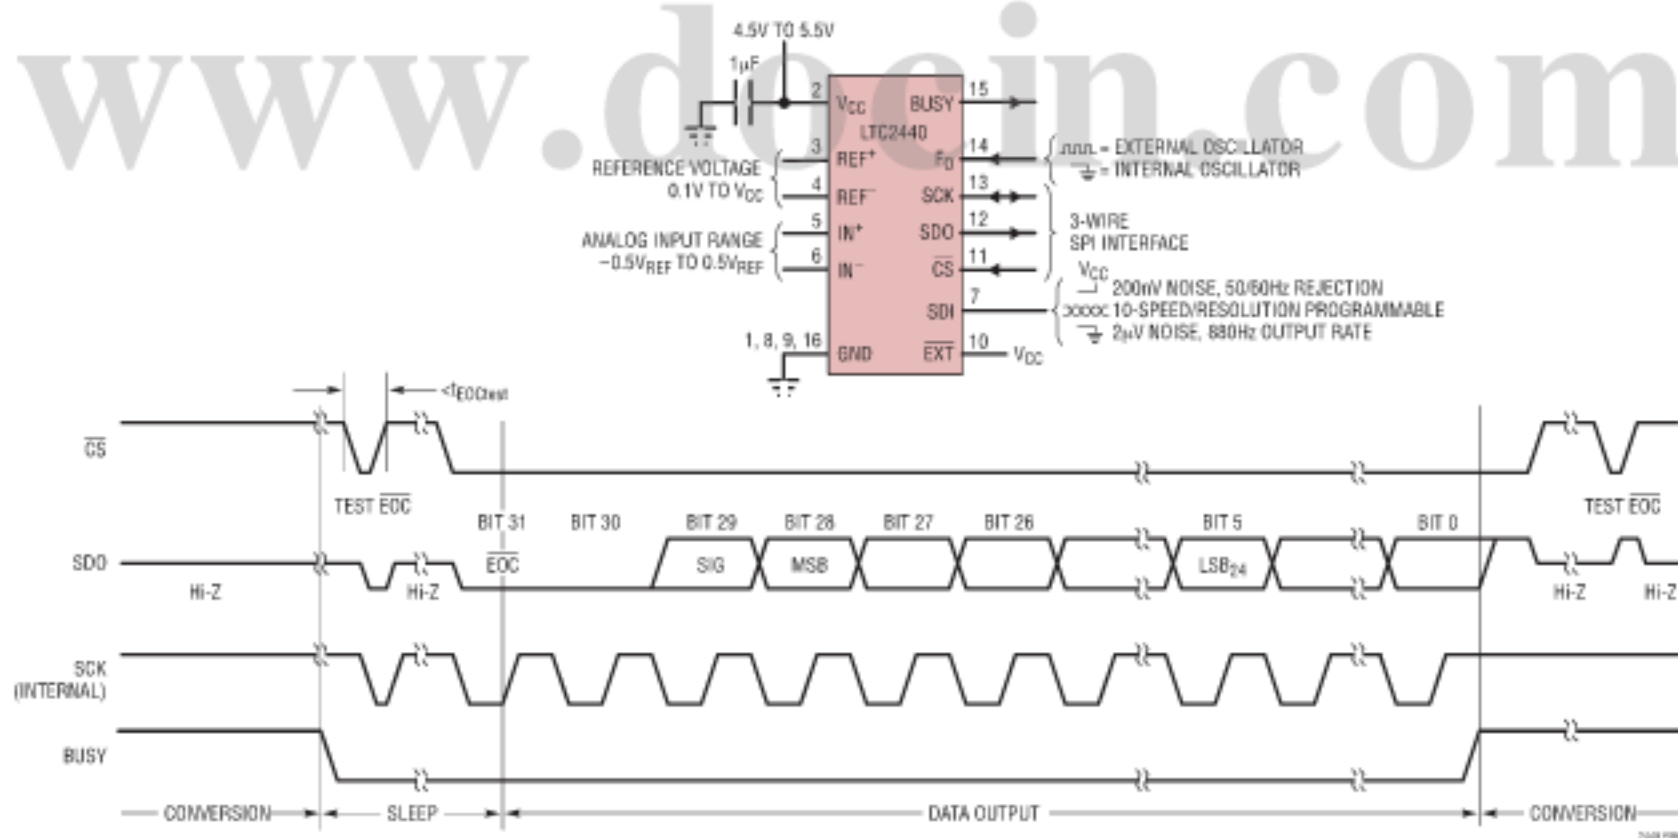 www.docin.com
4.5V TO 5.5V
1µF
2
VCC
BUSY
15
LTC2440
3
REF+
FO
14
= EXTERNAL OSCILLATOR
= INTERNAL OSCILLATOR
REFERENCE VOLTAGE
0.1V TO VCC
4
REF−
SCK
13
5
IN+
SDO
12
3-WIRE
SPI INTERFACE
ANALOG INPUT RANGE
−0.5VREF TO 0.5VREF
6
IN−
CS
11
VCC
200nV NOISE, 50/60Hz REJECTION
SDI
7
10-SPEED/RESOLUTION PROGRAMMABLE
2µV NOISE, 880Hz OUTPUT RATE
1, 8, 9, 16
GND
EXT
10
VCC
<tEOCtest
CS
TEST EOC
TEST EOC
BIT 31
BIT 30
BIT 29
BIT 28
BIT 27
BIT 26
BIT 5
BIT 0
SDO
EOC
SIG
MSB
LSB24
Hi-Z
Hi-Z
Hi-Z
Hi-Z
SCK
(INTERNAL)
BUSY
CONVERSION
SLEEP
DATA OUTPUT
CONVERSION